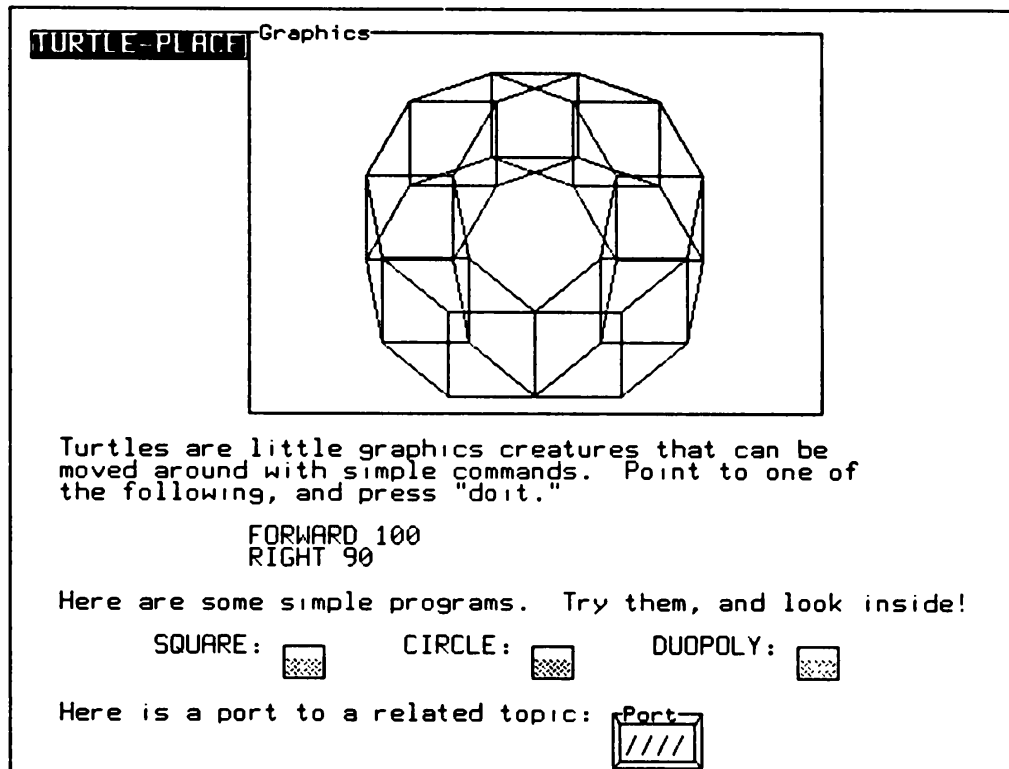 TURTLE-PLACE
Graphics
Turtles are little graphics creatures that can be
moved around with simple commands.  Point to one of
the following, and press "doit."
FORWARD 100
RIGHT 90
Here are some simple programs.  Try them, and look inside!
SQUARE: CIRCLE: DUOPOLY:
Here is a port to a related topic: Port
////